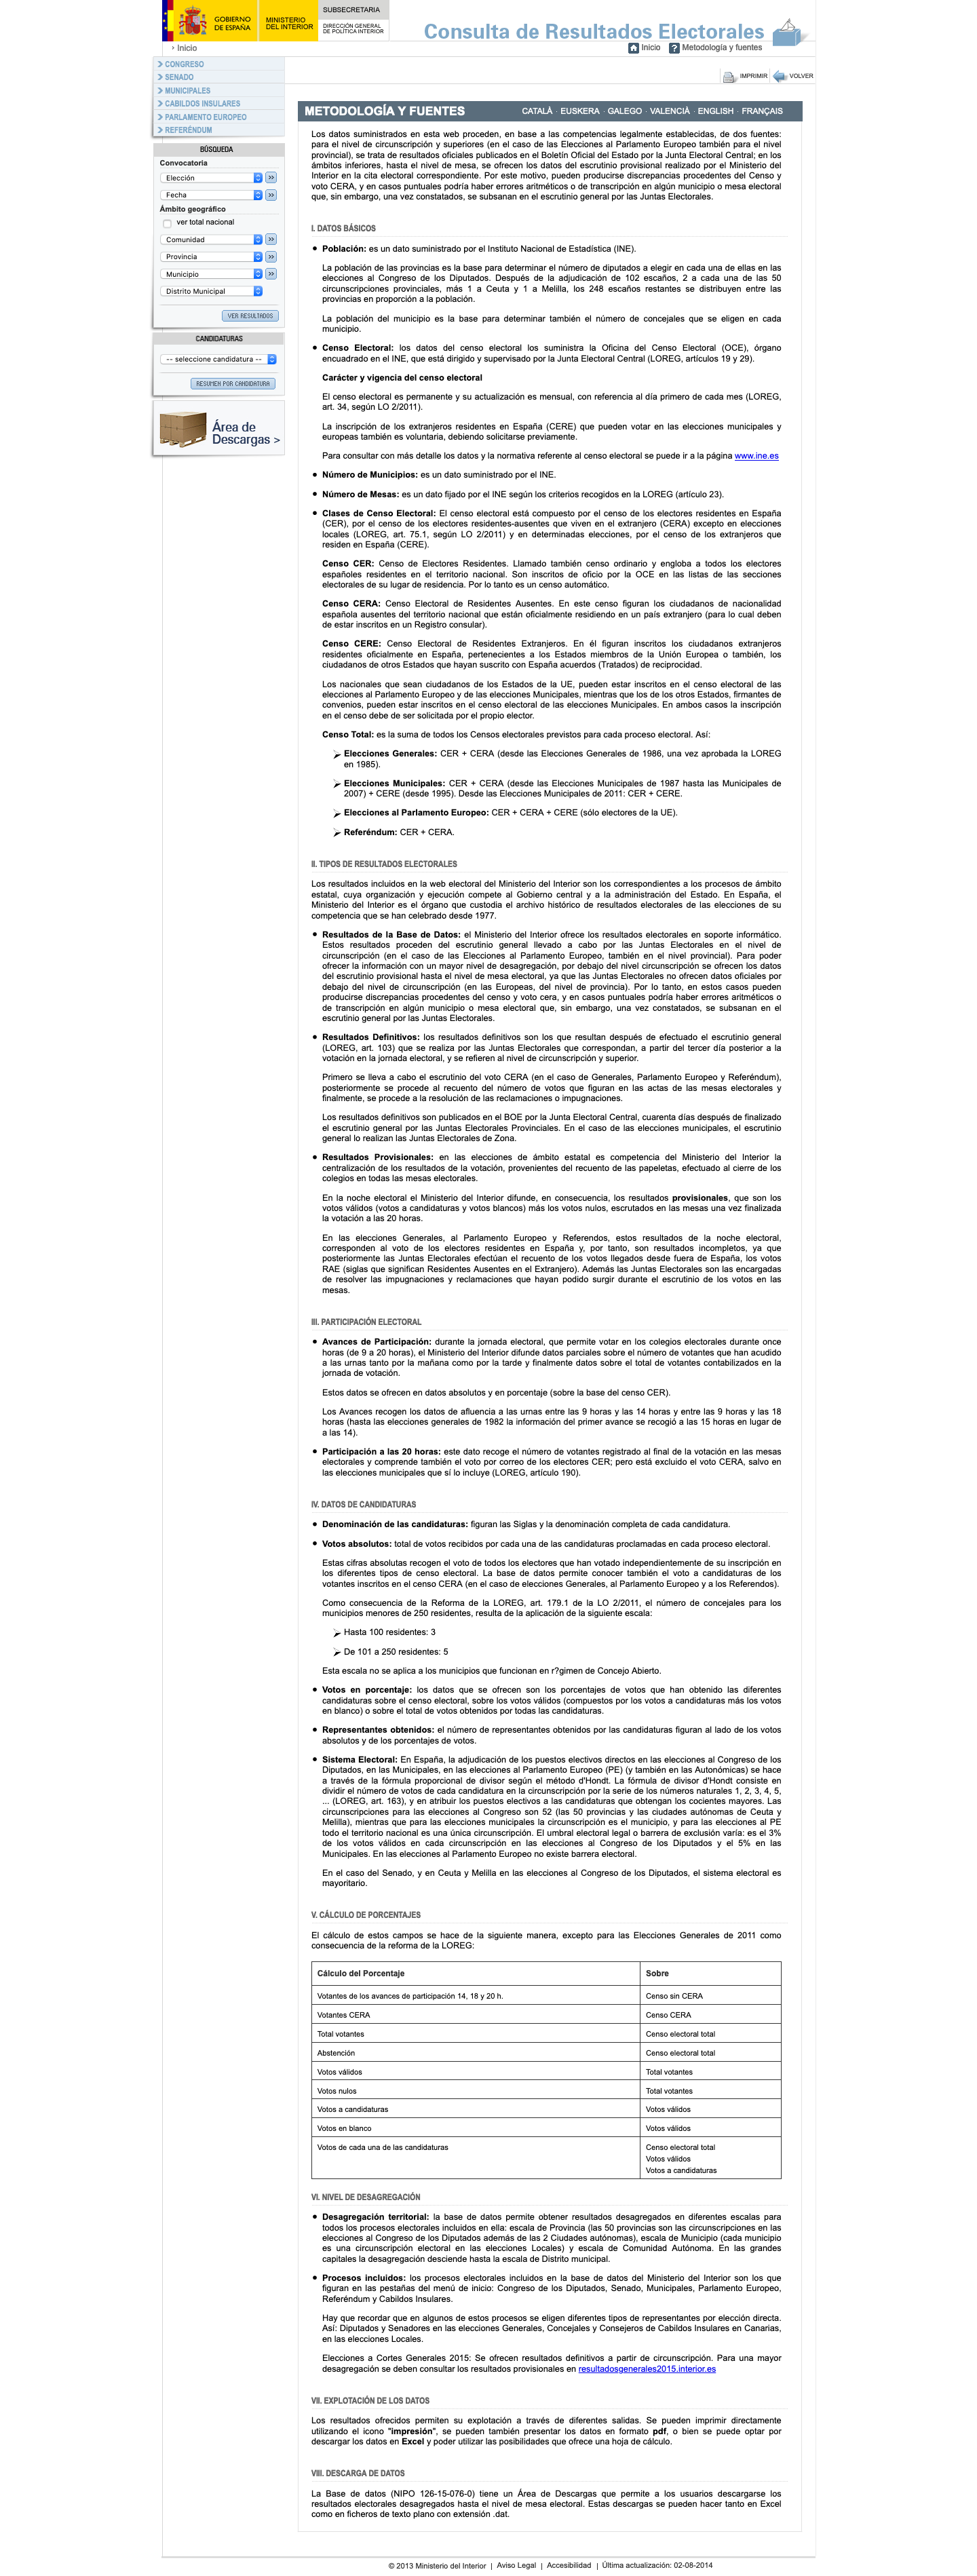 GOBIERNO
DE ESPAÑA
MINISTERIO
DEL INTERIOR
SUBSECRETARIA
DIRECCIÓN GENERAL
DE POLÍTICA INTERIOR
Consulta de Resultados Electorales
Inicio
Inicio
Metodología y fuentes
CONGRESO
SENADO
MUNICIPALES
CABILDOS INSULARES
PARLAMENTO EUROPEO
REFERÉNDUM
IMPRIMIR
VOLVER
BÚSQUEDA
Convocatoria
Elección
Fecha
Ámbito geográfico
ver total nacional
Comunidad
Provincia
Municipio
Distrito Municipal
VER RESULTADOS
CANDIDATURAS
-- seleccione candidatura --
RESUMEN POR CANDIDATURA
Área de
Descargas >
METODOLOGÍA Y FUENTES
CATALÀ · EUSKERA · GALEGO · VALENCIÀ · ENGLISH · FRANÇAIS
Los datos suministrados en esta web proceden, en base a las competencias legalmente establecidas, de dos fuentes:
para el nivel de circunscripción y superiores (en el caso de las Elecciones al Parlamento Europeo también para el nivel
provincial), se trata de resultados oficiales publicados en el Boletín Oficial del Estado por la Junta Electoral Central; en los
ámbitos inferiores, hasta el nivel de mesa, se ofrecen los datos del provisional extendido realizado por el Ministerio del
Interior en la cita electoral correspondiente. Por este motivo, pueden producirse discrepancias procedentes del Censo y
voto CERA, y en casos puntuales podría haber errores aritméticos o de transcripción en algún municipio o mesa electoral
que, sin embargo, una vez constatados, se subsanan en el escrutinio general por las Juntas Electorales.
I. DATOS BÁSICOS
• Población: es un dato suministrado por el Instituto Nacional de Estadística (INE).
La población de las provincias es la base para determinar el número de diputados a elegir en cada una de ellas en las
elecciones al Congreso de los Diputados. Después de la adjudicación de 102 escaños, 2 a cada una de las 50
circunscripciones provinciales, más 1 a Ceuta y 1 a Melilla, los 248 escaños restantes se distribuyen entre las
provincias en proporción a la población.
La población del municipio es la base para determinar también el número de concejales que se eligen en cada
municipio.
• Censo Electoral: los datos del censo electoral los suministra la Oficina del Censo Electoral (OCE), órgano
encuadrado en el INE, que está dirigido y supervisado por la Junta Electoral Central (LOREG, artículos 19 y 29).
Carácter y vigencia del censo electoral
El censo electoral es permanente y su actualización es mensual, con referencia al día primero de cada mes (LOREG,
art. 34, según LO 2/2011).
La inscripción de los extranjeros residentes en España (CERE) que pueden votar en las elecciones municipales y
europeas también es voluntaria, debiendo solicitarse previamente.
Para consultar con más detalle los datos y la normativa referente al censo electoral se puede ir a la página www.ine.es
• Número de Municipios: es un dato suministrado por el INE.
• Número de Mesas: es un dato fijado por el INE según los criterios recogidos en la LOREG (artículo 23).
• Clases de Censo Electoral: El censo electoral está compuesto por el censo de los electores residentes en España
(CER), por el censo de los electores residentes-ausentes que viven en el extranjero (CERA) excepto en elecciones
locales (LOREG, art. 75.1, según LO 2/2011) y en determinadas elecciones, por el censo de los extranjeros que
residen en España (CERE).
Censo CER: Censo de Electores Residentes. Llamado también censo ordinario y engloba a todos los electores
españoles residentes en el territorio nacional. Son inscritos de oficio por la OCE en las listas de las secciones
electorales de su lugar de residencia. Por lo tanto es un censo automático.
Censo CERA: Censo Electoral de Residentes Ausentes. En este censo figuran los ciudadanos de nacionalidad
española ausentes del territorio nacional que están oficialmente residiendo en un país extranjero (para lo cual deben
de estar inscritos en un Registro consular).
Censo CERE: Censo Electoral de Residentes Extranjeros. En él figuran inscritos los ciudadanos extranjeros
residentes oficialmente en España, pertenecientes a los Estados miembros de la Unión Europea o también, los
ciudadanos de otros Estados que hayan suscrito con España acuerdos (Tratados) de reciprocidad.
Los nacionales que sean ciudadanos de los Estados de la UE, pueden estar inscritos en el censo electoral de las
elecciones al Parlamento Europeo y de las elecciones Municipales, mientras que los de los otros Estados, firmantes de
convenios, pueden estar inscritos en el censo electoral de las elecciones Municipales. En ambos casos la inscripción
en el censo debe de ser solicitada por el propio elector.
Censo Total: es la suma de todos los Censos electorales previstos para cada proceso electoral. Así:
➢ Elecciones Generales: CER + CERA (desde las Elecciones Generales de 1986, una vez aprobada la LOREG
en 1985).
➢ Elecciones Municipales: CER + CERA (desde las Elecciones Municipales de 1987 hasta las Municipales de
2007) + CERE (desde 1995). Desde las Elecciones Municipales de 2011: CER + CERE.
➢ Elecciones al Parlamento Europeo: CER + CERA + CERE (sólo electores de la UE).
➢ Referéndum: CER + CERA.
II. TIPOS DE RESULTADOS ELECTORALES
Los resultados incluidos en la web electoral del Ministerio del Interior son los correspondientes a los procesos de ámbito
estatal, cuya organización y ejecución compete al Gobierno central y a la administración del Estado. En España, el
Ministerio del Interior es el órgano que custodia el archivo histórico de resultados electorales de las elecciones de su
competencia que se han celebrado desde 1977.
• Resultados de la Base de Datos: el Ministerio del Interior ofrece los resultados electorales en soporte informático.
Estos resultados proceden del escrutinio general llevado a cabo por las Juntas Electorales en el nivel de
circunscripción (en el caso de las Elecciones al Parlamento Europeo, también en el nivel provincial). Para poder
ofrecer la información con un mayor nivel de desagregación, por debajo del nivel circunscripción se ofrecen los datos
del escrutinio provisional hasta el nivel de mesa electoral, ya que las Juntas Electorales no ofrecen datos oficiales por
debajo del nivel de circunscripción (en las Europeas, del nivel de provincia). Por lo tanto, en estos casos pueden
producirse discrepancias procedentes del censo y voto cera, y en casos puntuales podría haber errores aritméticos o
de transcripción en algún municipio o mesa electoral que, sin embargo, una vez constatados, se subsanan en el
escrutinio general por las Juntas Electorales.
• Resultados Definitivos: los resultados definitivos son los que resultan después de efectuado el escrutinio general
(LOREG, art. 103) que se realiza por las Juntas Electorales que correspondan, a partir del tercer día posterior a la
votación en la jornada electoral, y se refieren al nivel de circunscripción y superior.
Primero se lleva a cabo el escrutinio del voto CERA (en el caso de Generales, Parlamento Europeo y Referéndum),
posteriormente se procede al recuento del número de votos que figuran en las actas de las mesas electorales y
finalmente, se procede a la resolución de las reclamaciones o impugnaciones.
Los resultados definitivos son publicados en el BOE por la Junta Electoral Central, cuarenta días después de finalizado
el escrutinio general por las Juntas Electorales Provinciales. En el caso de las elecciones municipales, el escrutinio
general lo realizan las Juntas Electorales de Zona.
• Resultados Provisionales: en las elecciones de ámbito estatal es competencia del Ministerio del Interior la
centralización de los resultados de la votación, provenientes del recuento de las papeletas, efectuado al cierre de los
colegios en todas las mesas electorales.
En la noche electoral el Ministerio del Interior difunde, en consecuencia, los resultados provisionales, que son los
votos válidos (votos a candidaturas y votos blancos) más los votos nulos, escrutados en las mesas una vez finalizada
la votación a las 20 horas.
En las elecciones Generales, al Parlamento Europeo y Referendos, estos resultados de la noche electoral,
corresponden al voto de los electores residentes en España y, por tanto, son resultados incompletos, ya que
posteriormente las Juntas Electorales efectúan el recuento de los votos llegados desde fuera de España, los votos
RAE (siglas que significan Residentes Ausentes en el Extranjero). Además las Juntas Electorales son las encargadas
de resolver las impugnaciones y reclamaciones que hayan podido surgir durante el escrutinio de los votos en las
mesas.
III. PARTICIPACIÓN ELECTORAL
• Avances de Participación: durante la jornada electoral, que permite votar en los colegios electorales durante once
horas (de 9 a 20 horas), el Ministerio del Interior difunde datos parciales sobre el número de votantes que han acudido
a las urnas tanto por la mañana como por la tarde y finalmente datos sobre el total de votantes contabilizados en la
jornada de votación.
Estos datos se ofrecen en datos absolutos y en porcentaje (sobre la base del censo CER).
Los Avances recogen los datos de afluencia a las urnas entre las 9 horas y las 14 horas y entre las 9 horas y las 18
horas (hasta las elecciones generales de 1982 la información del primer avance se recogió a las 15 horas en lugar de
a las 14).
• Participación a las 20 horas: este dato recoge el número de votantes registrado al final de la votación en las mesas
electorales y comprende también el voto por correo de los electores CER; pero está excluido el voto CERA, salvo en
las elecciones municipales que sí lo incluye (LOREG, artículo 190).
IV. DATOS DE CANDIDATURAS
• Denominación de las candidaturas: figuran las Siglas y la denominación completa de cada candidatura.
• Votos absolutos: total de votos recibidos por cada una de las candidaturas proclamadas en cada proceso electoral.
Estas cifras absolutas recogen el voto de todos los electores que han votado independientemente de su inscripción en
los diferentes tipos de censo electoral. La base de datos permite conocer también el voto a candidaturas de los
votantes inscritos en el censo CERA (en el caso de elecciones Generales, al Parlamento Europeo y a los Referendos).
Como consecuencia de la Reforma de la LOREG, art. 179.1 de la LO 2/2011, el número de concejales para los
municipios menores de 250 residentes, resulta de la aplicación de la siguiente escala:
➢ Hasta 100 residentes: 3
➢ De 101 a 250 residentes: 5
Esta escala no se aplica a los municipios que funcionan en r?gimen de Concejo Abierto.
• Votos en porcentaje: los datos que se ofrecen son los porcentajes de votos que han obtenido las diferentes
candidaturas sobre el censo electoral, sobre los votos válidos (compuestos por los votos a candidaturas más los votos
en blanco) o sobre el total de votos obtenidos por todas las candidaturas.
• Representantes obtenidos: el número de representantes obtenidos por las candidaturas figuran al lado de los votos
absolutos y de los porcentajes de votos.
• Sistema Electoral: En España, la adjudicación de los puestos electivos directos en las elecciones al Congreso de los
Diputados, en las Municipales, en las elecciones al Parlamento Europeo (PE) (y también en las Autonómicas) se hace
a través de la fórmula proporcional de divisor según el método d'Hondt. La fórmula de divisor d'Hondt consiste en
dividir el número de votos de cada candidatura en la circunscripción por la serie de los números naturales 1, 2, 3, 4, 5,
... (LOREG, art. 163), y en atribuir los puestos electivos a las candidaturas que obtengan los cocientes mayores. Las
circunscripciones para las elecciones al Congreso son 52 (las 50 provincias y las ciudades autónomas de Ceuta y
Melilla), mientras que para las elecciones municipales la circunscripción es el municipio, y para las elecciones al PE
todo el territorio nacional es una única circunscripción. El umbral electoral legal o barrera de exclusión varía: es el 3%
de los votos válidos en cada circunscripción en las elecciones al Congreso de los Diputados y el 5% en las
Municipales. En las elecciones al Parlamento Europeo no existe barrera electoral.
En el caso del Senado, y en Ceuta y Melilla en las elecciones al Congreso de los Diputados, el sistema electoral es
mayoritario.
V. CÁLCULO DE PORCENTAJES
El cálculo de estos campos se hace de la siguiente manera, excepto para las Elecciones Generales de 2011 como
consecuencia de la reforma de la LOREG:
Cálculo del Porcentaje Sobre
Votantes de los avances de participación 14, 18 y 20 h. Censo sin CERA
Votantes CERA Censo CERA
Total votantes Censo electoral total
Abstención Censo electoral total
Votos válidos Total votantes
Votos nulos Total votantes
Votos a candidaturas Votos válidos
Votos en blanco Votos válidos
Votos de cada una de las candidaturas Censo electoral total
Votos válidos
Votos a candidaturas
VI. NIVEL DE DESAGREGACIÓN
• Desagregación territorial: la base de datos permite obtener resultados desagregados en diferentes escalas para
todos los procesos electorales incluidos en ella: escala de Provincia (las 50 provincias son las circunscripciones en las
elecciones al Congreso de los Diputados además de las 2 Ciudades autónomas), escala de Municipio (cada municipio
es una circunscripción electoral en las elecciones Locales) y escala de Comunidad Autónoma. En las grandes
capitales la desagregación desciende hasta la escala de Distrito municipal.
• Procesos incluidos: los procesos electorales incluidos en la base de datos del Ministerio del Interior son los que
figuran en las pestañas del menú de inicio: Congreso de los Diputados, Senado, Municipales, Parlamento Europeo,
Referéndum y Cabildos Insulares.
Hay que recordar que en algunos de estos procesos se eligen diferentes tipos de representantes por elección directa.
Así: Diputados y Senadores en las elecciones Generales, Concejales y Consejeros de Cabildos Insulares en Canarias,
en las elecciones Locales.
Elecciones a Cortes Generales 2015: Se ofrecen resultados definitivos a partir de circunscripción. Para una mayor
desagregación se deben consultar los resultados provisionales en resultadosgenerales2015.interior.es
VII. EXPLOTACIÓN DE LOS DATOS
Los resultados ofrecidos permiten su explotación a través de diferentes salidas. Se pueden imprimir directamente
utilizando el icono "impresión", se pueden también presentar los datos en formato pdf, o bien se puede optar por
descargar los datos en Excel y poder utilizar las posibilidades que ofrece una hoja de cálculo.
VIII. DESCARGA DE DATOS
La Base de datos (NIPO 126-15-076-0) tiene un Área de Descargas que permite a los usuarios descargarse los
resultados electorales desagregados hasta el nivel de mesa electoral. Estas descargas se pueden hacer tanto en Excel
como en ficheros de texto plano con extensión .dat.
© 2013 Ministerio del Interior | Aviso Legal | Accesibilidad | Última actualización: 02-08-2014